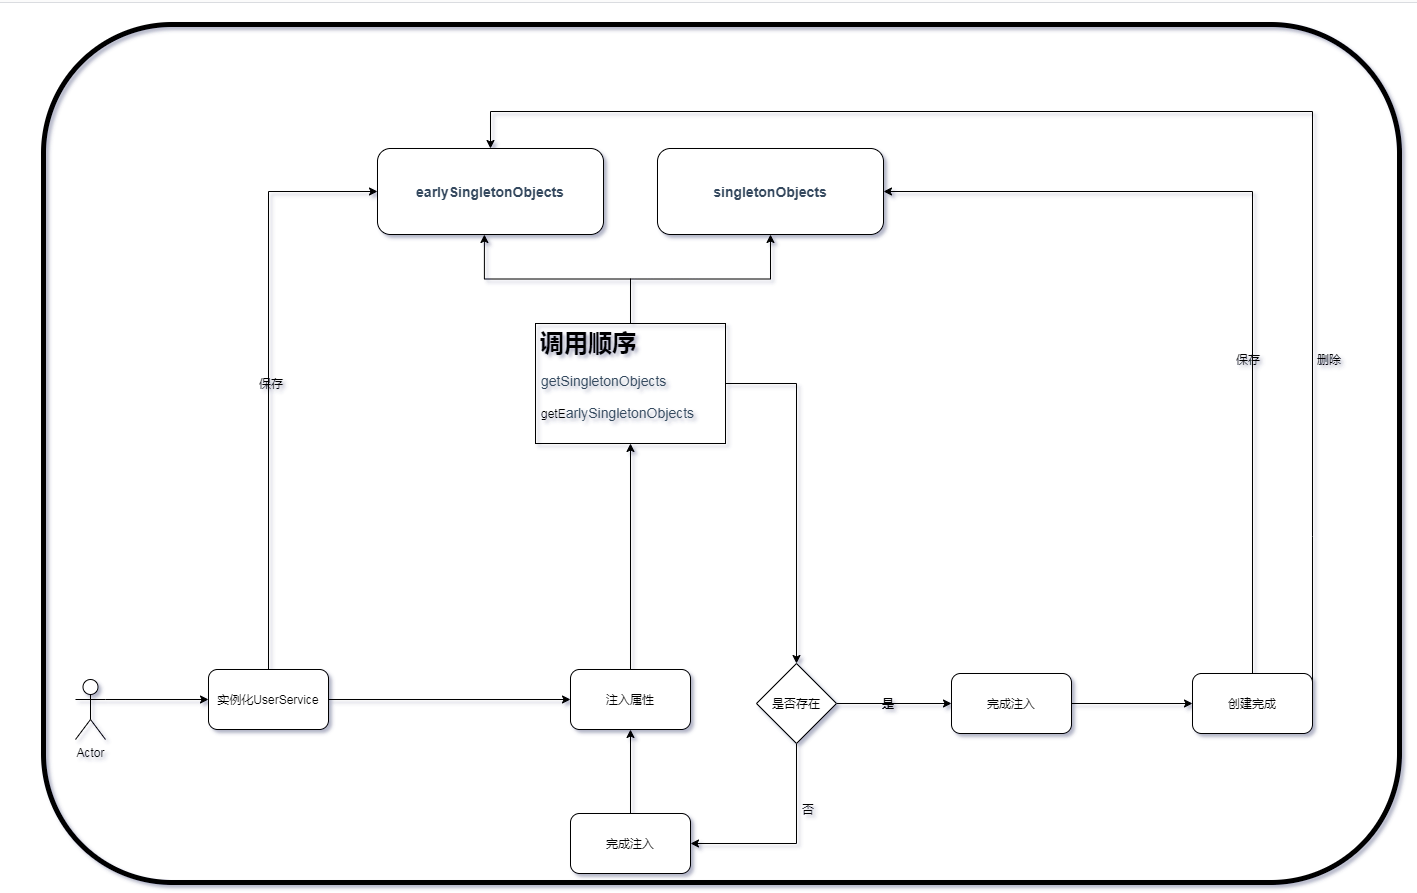 earlySingletonObjects
singletonObjects
调用顺序
getSingletonObjects
getEarlySingletonObjects
保存
保存
删除
实例化UserService
注入属性
是否存在
是
完成注入
创建完成
Actor
否
完成注入